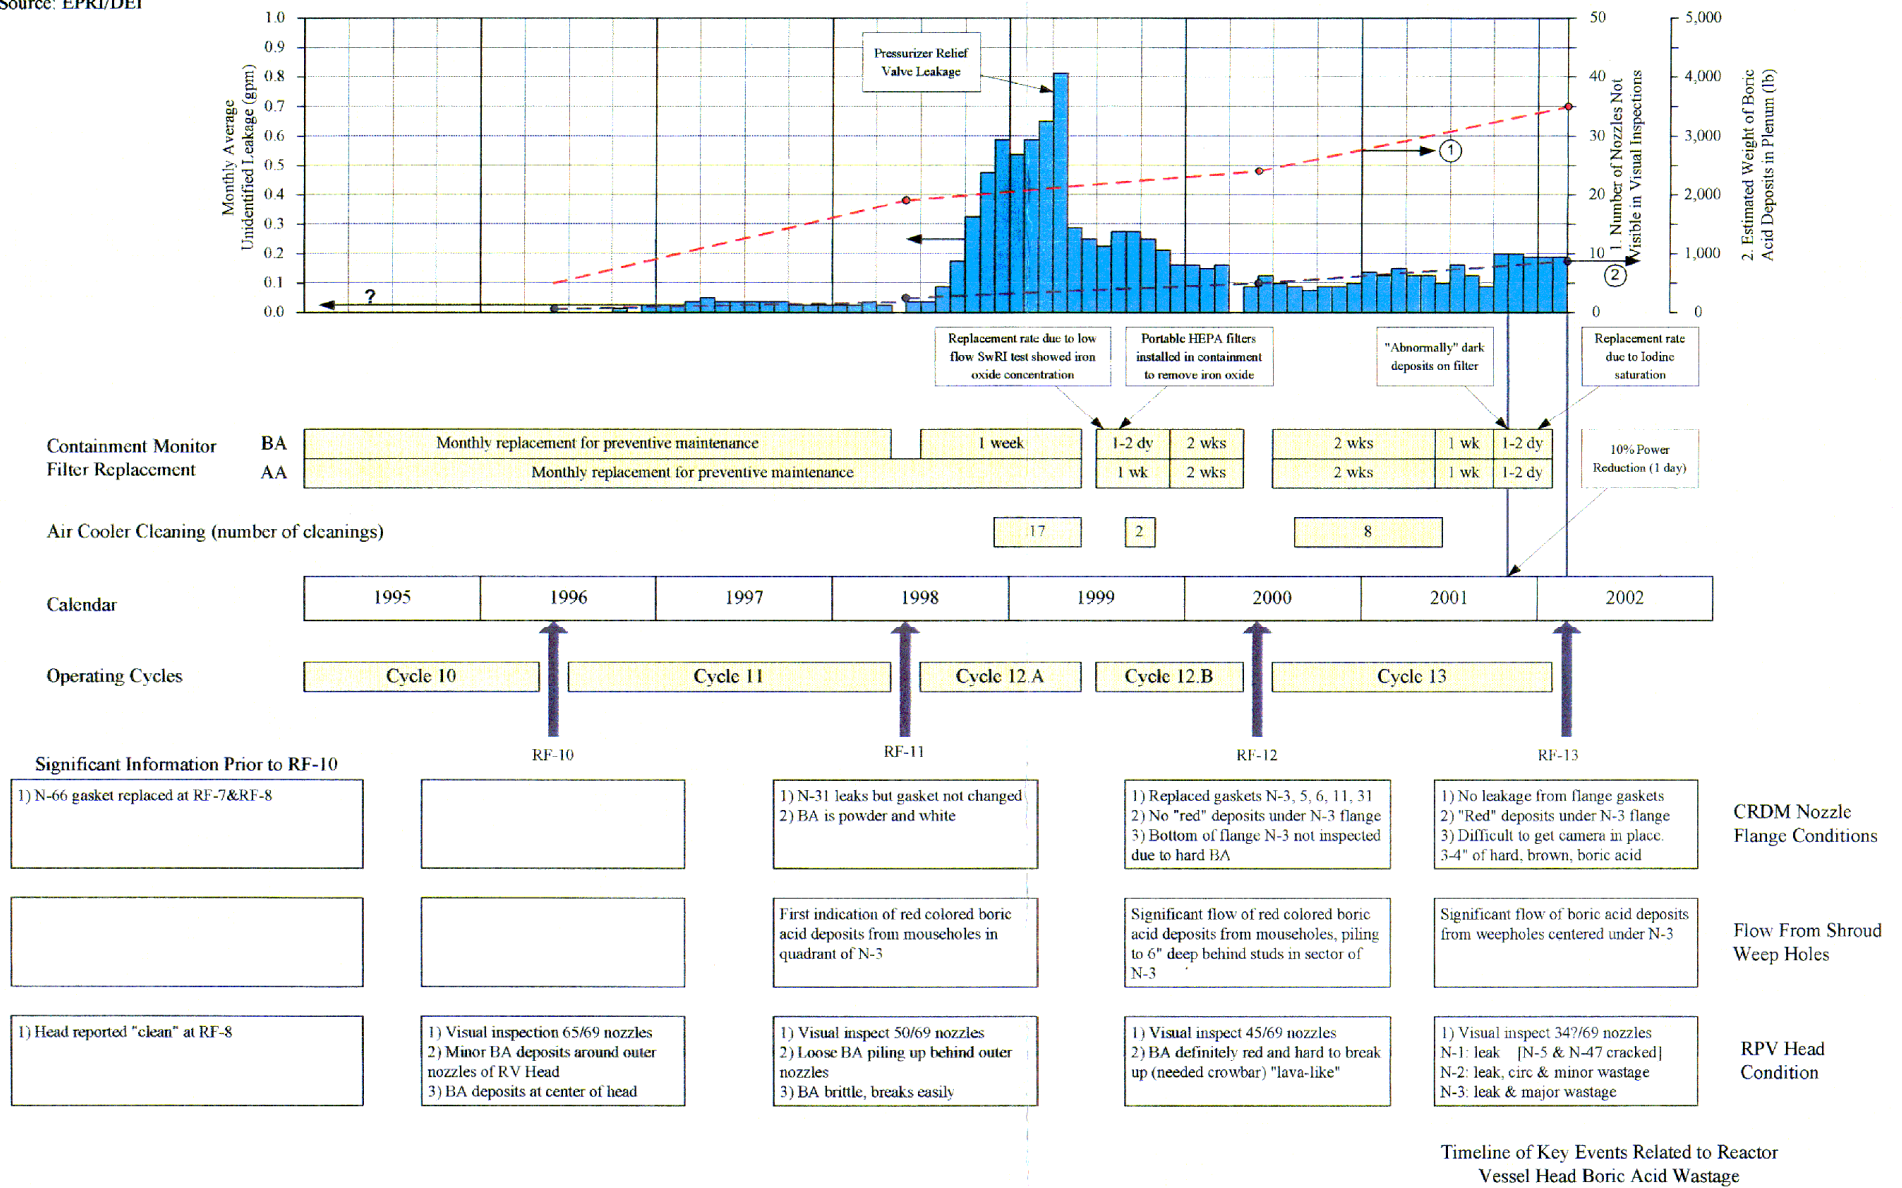 Source: EPRI/DEI
1.0
0.9
0.8
0.7
0.6
0.5
0.4
0.3
0.2
0.1
0.0
Monthly Average
Unidentified Leakage (gpm)
?
Pressurizer Relief
Valve Leakage
1
2
50
40
30
20
10
0
1. Number of Nozzles Not
Visible in Visual Inspections
5,000
4,000
3,000
2,000
1,000
0
2. Estimated Weight of Boric
Acid Deposits in Plenum (lb)
Replacement rate due to low
flow SwRI test showed iron
oxide concentration
Portable HEPA filters
installed in containment
to remove iron oxide
"Abnormally" dark
deposits on filter
Replacement rate
due to Iodine
saturation
Containment Monitor
Filter Replacement
BA
Monthly replacement for preventive maintenance
1 week
1-2 dy
2 wks
2 wks
1 wk
1-2 dy
AA
Monthly replacement for preventive maintenance
1 wk
2 wks
2 wks
1 wk
1-2 dy
10% Power
Reduction (1 day)
Air Cooler Cleaning (number of cleanings)
17
2
8
Calendar
1995
1996
1997
1998
1999
2000
2001
2002
Operating Cycles
Cycle 10
Cycle 11
Cycle 12.A
Cycle 12.B
Cycle 13
RF-10
RF-11
RF-12
RF-13
Significant Information Prior to RF-10
1) N-66 gasket replaced at RF-7&RF-8
1) N-31 leaks but gasket not changed
2) BA is powder and white
1) Replaced gaskets N-3, 5, 6, 11, 31
2) No "red" deposits under N-3 flange
3) Bottom of flange N-3 not inspected
due to hard BA
1) No leakage from flange gaskets
2) "Red" deposits under N-3 flange
3) Difficult to get camera in place.
3-4" of hard, brown, boric acid
CRDM Nozzle
Flange Conditions
First indication of red colored boric
acid deposits from mouseholes in
quadrant of N-3
Significant flow of red colored boric
acid deposits from mouseholes, piling
to 6" deep behind studs in sector of
N-3
Significant flow of boric acid deposits
from weepholes centered under N-3
Flow From Shroud
Weep Holes
1) Head reported "clean" at RF-8
1) Visual inspection 65/69 nozzles
2) Minor BA deposits around outer
nozzles of RV Head
3) BA deposits at center of head
1) Visual inspect 50/69 nozzles
2) Loose BA piling up behind outer
nozzles
3) BA brittle, breaks easily
1) Visual inspect 45/69 nozzles
2) BA definitely red and hard to break
up (needed crowbar) "lava-like"
1) Visual inspect 34?/69 nozzles
N-1: leak [N-5 & N-47 cracked]
N-2: leak, circ & minor wastage
N-3: leak & major wastage
RPV Head
Condition
Timeline of Key Events Related to Reactor
Vessel Head Boric Acid Wastage